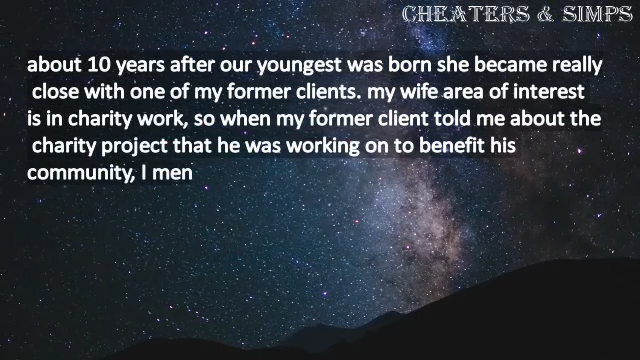 CHEATERS & SIMPS
about 10 years after our youngest was born she became really
close with one of my former clients. my wife area of interest
is in charity work, so when my former client told me about the
charity project that he was working on to benefit his
community, I men